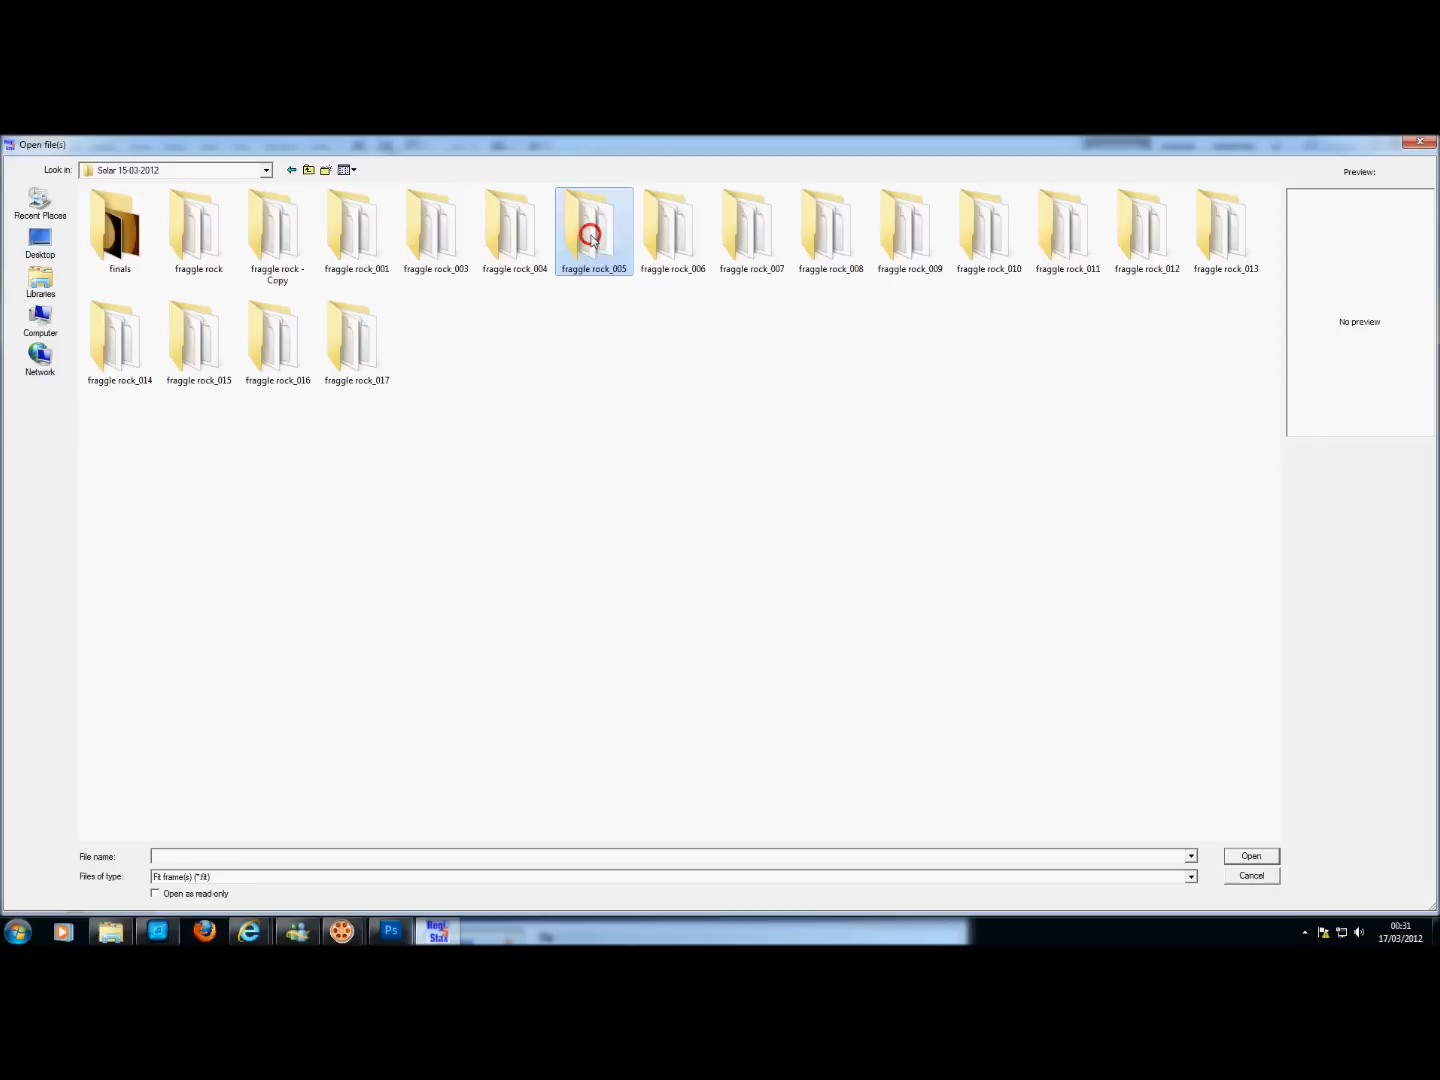 Open file(s)
Look in:
Solar 15-03-2012
Preview:
Recent Places
Desktop
Libraries
Computer
Network
finals
fraggle rock
fraggle rock -
Copy
fraggle rock_001
fraggle rock_003
fraggle rock_004
fraggle rock_005
fraggle rock_006
fraggle rock_007
fraggle rock_008
fraggle rock_009
fraggle rock_010
fraggle rock_011
fraggle rock_012
fraggle rock_013
No preview
fraggle rock_014
fraggle rock_015
fraggle rock_016
fraggle rock_017
File name:
Open
Files of type:
Fit frame(s) (*.fit)
Cancel
Open as read-only
Ps
Regi
Stax
00:31
17/03/2012